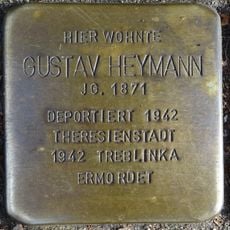 HIER WOHNTE
GUSTAV HEYMANN
JG. 1871
DEPORTIERT 1942
THERESIENSTADT
1942 TREBLINKA
ERMORDET